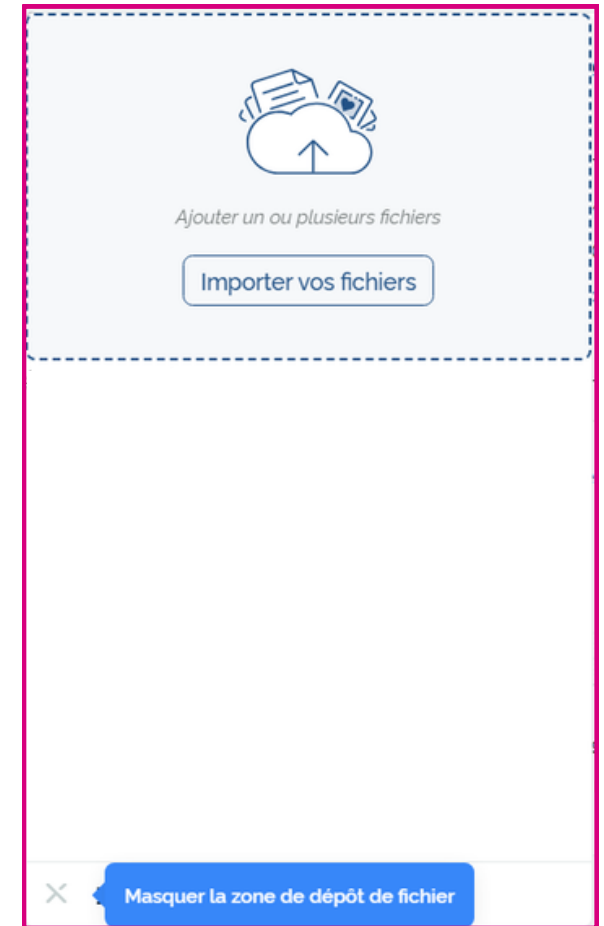 Ajouter un ou plusieurs fichiers
Importer vos fichiers
Masquer la zone de dépôt de fichier